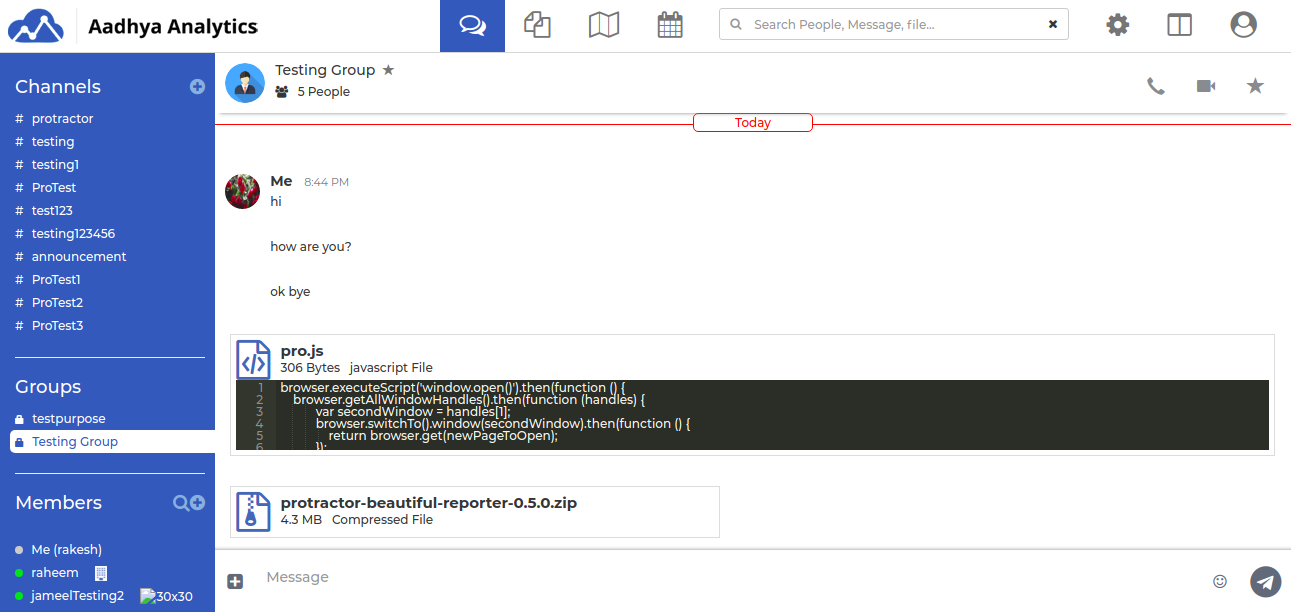 Aadhya Analytics
Search People, Message, file...
Channels
# protractor
# testing
# testing1
# ProTest
# test123
# testing123456
# announcement
# ProTest1
# ProTest2
# ProTest3
Groups
testpurpose
Testing Group
Members
Me (rakesh)
raheem
jameelTesting2 30x30
Testing Group
5 People
Today
Me 8:44 PM
hi
how are you?
ok bye
pro.js
306 Bytes javascript File
1 browser.executeScript('window.open()').then(function () {
2 browser.getAllWindowHandles().then(function (handles) {
3 var secondWindow = handles[1];
4 browser.switchTo().window(secondWindow).then(function () {
5 return browser.get(newPageToOpen);
6 });
protractor-beautiful-reporter-0.5.0.zip
4.3 MB Compressed File
Message